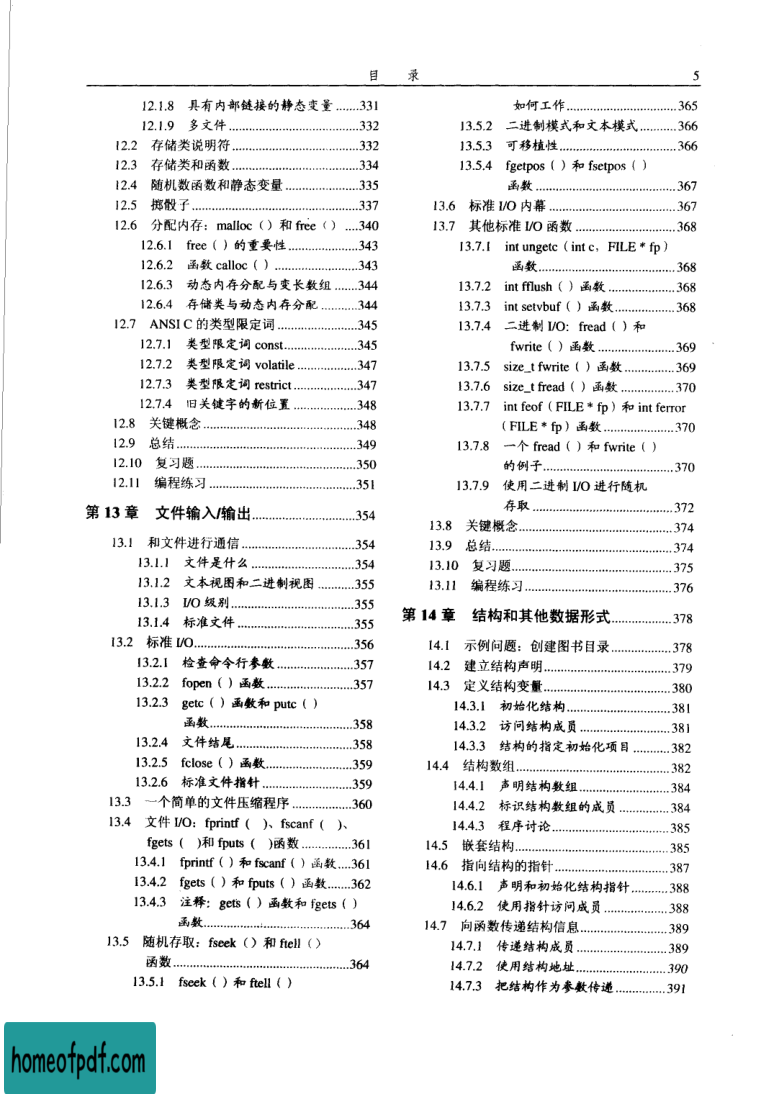 目 录 5
12.1.8 具有内部链接的静态变量.......331
12.1.9 多文件.......332
12.2 存储类说明符.......332
12.3 存储类和函数.......334
12.4 随机数函数和静态变量.......335
12.5 掷骰子.......337
12.6 分配内存：malloc（）和 free（）....340
12.6.1 free（）的重要性.......343
12.6.2 函数 calloc（）.......343
12.6.3 动态内存分配与变长数组.......344
12.6.4 存储类与动态内存分配.......344
12.7 ANSI C 的类型限定词.......345
12.7.1 类型限定词 const.......345
12.7.2 类型限定词 volatile.......347
12.7.3 类型限定词 restrict.......347
12.7.4 旧关键字的新位置.......348
12.8 关键概念.......348
12.9 总结.......349
12.10 复习题.......350
12.11 编程练习.......351
第 13 章 文件输入/输出.......354
13.1 和文件进行通信.......354
13.1.1 文件是什么.......354
13.1.2 文本视图和二进制视图.......355
13.1.3 I/O 级别.......355
13.1.4 标准文件.......355
13.2 标准 I/O.......356
13.2.1 检查命令行参数.......357
13.2.2 fopen（）函数.......357
13.2.3 getc（）函数和 putc（）
函数.......358
13.2.4 文件结尾.......358
13.2.5 fclose（）函数.......359
13.2.6 标准文件指针.......359
13.3 一个简单的文件压缩程序.......360
13.4 文件 I/O：fprintf（ ）、fscanf（ ）、
fgets（ ）和 fputs（ ）函数.......361
13.4.1 fprintf（）和 fscanf（）函数....361
13.4.2 fgets（）和 fputs（）函数.......362
13.4.3 注释：gets（）函数和 fgets（）
函数.......364
13.5 随机存取：fseek（）和 ftell（）
函数.......364
13.5.1 fseek（）和 ftell（）
如何工作.......365
13.5.2 二进制模式和文本模式.......366
13.5.3 可移植性.......366
13.5.4 fgetpos（）和 fsetpos（）
函数.......367
13.6 标准 I/O 内幕.......367
13.7 其他标准 I/O 函数.......368
13.7.1 int ungetc（int c，FILE * fp）
函数.......368
13.7.2 int fflush（）函数.......368
13.7.3 int setvbuf（）函数.......368
13.7.4 二进制 I/O：fread（）和
fwrite（）函数.......369
13.7.5 size_t fwrite（）函数.......369
13.7.6 size_t fread（）函数.......370
13.7.7 int feof（FILE * fp）和 int ferror
（FILE * fp）函数.......370
13.7.8 一个 fread（）和 fwrite（）
的例子.......370
13.7.9 使用二进制 I/O 进行随机
存取.......372
13.8 关键概念.......374
13.9 总结.......374
13.10 复习题.......375
13.11 编程练习.......376
第 14 章 结构和其他数据形式.......378
14.1 示例问题：创建图书目录.......378
14.2 建立结构声明.......379
14.3 定义结构变量.......380
14.3.1 初始化结构.......381
14.3.2 访问结构成员.......381
14.3.3 结构的指定初始化项目.......382
14.4 结构数组.......382
14.4.1 声明结构数组.......384
14.4.2 标识结构数组的成员.......384
14.4.3 程序讨论.......385
14.5 嵌套结构.......385
14.6 指向结构的指针.......387
14.6.1 声明和初始化结构指针.......388
14.6.2 使用指针访问成员.......388
14.7 向函数传递结构信息.......389
14.7.1 传递结构成员.......389
14.7.2 使用结构地址.......390
14.7.3 把结构作为参数传递.......391
homeofpdf.com